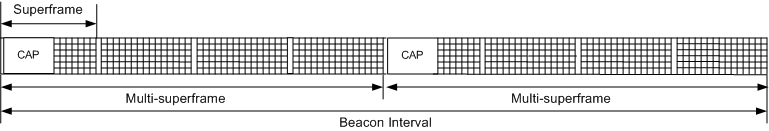 Superframe
CAP
CAP
Multi-superframe
Multi-superframe
Beacon Interval